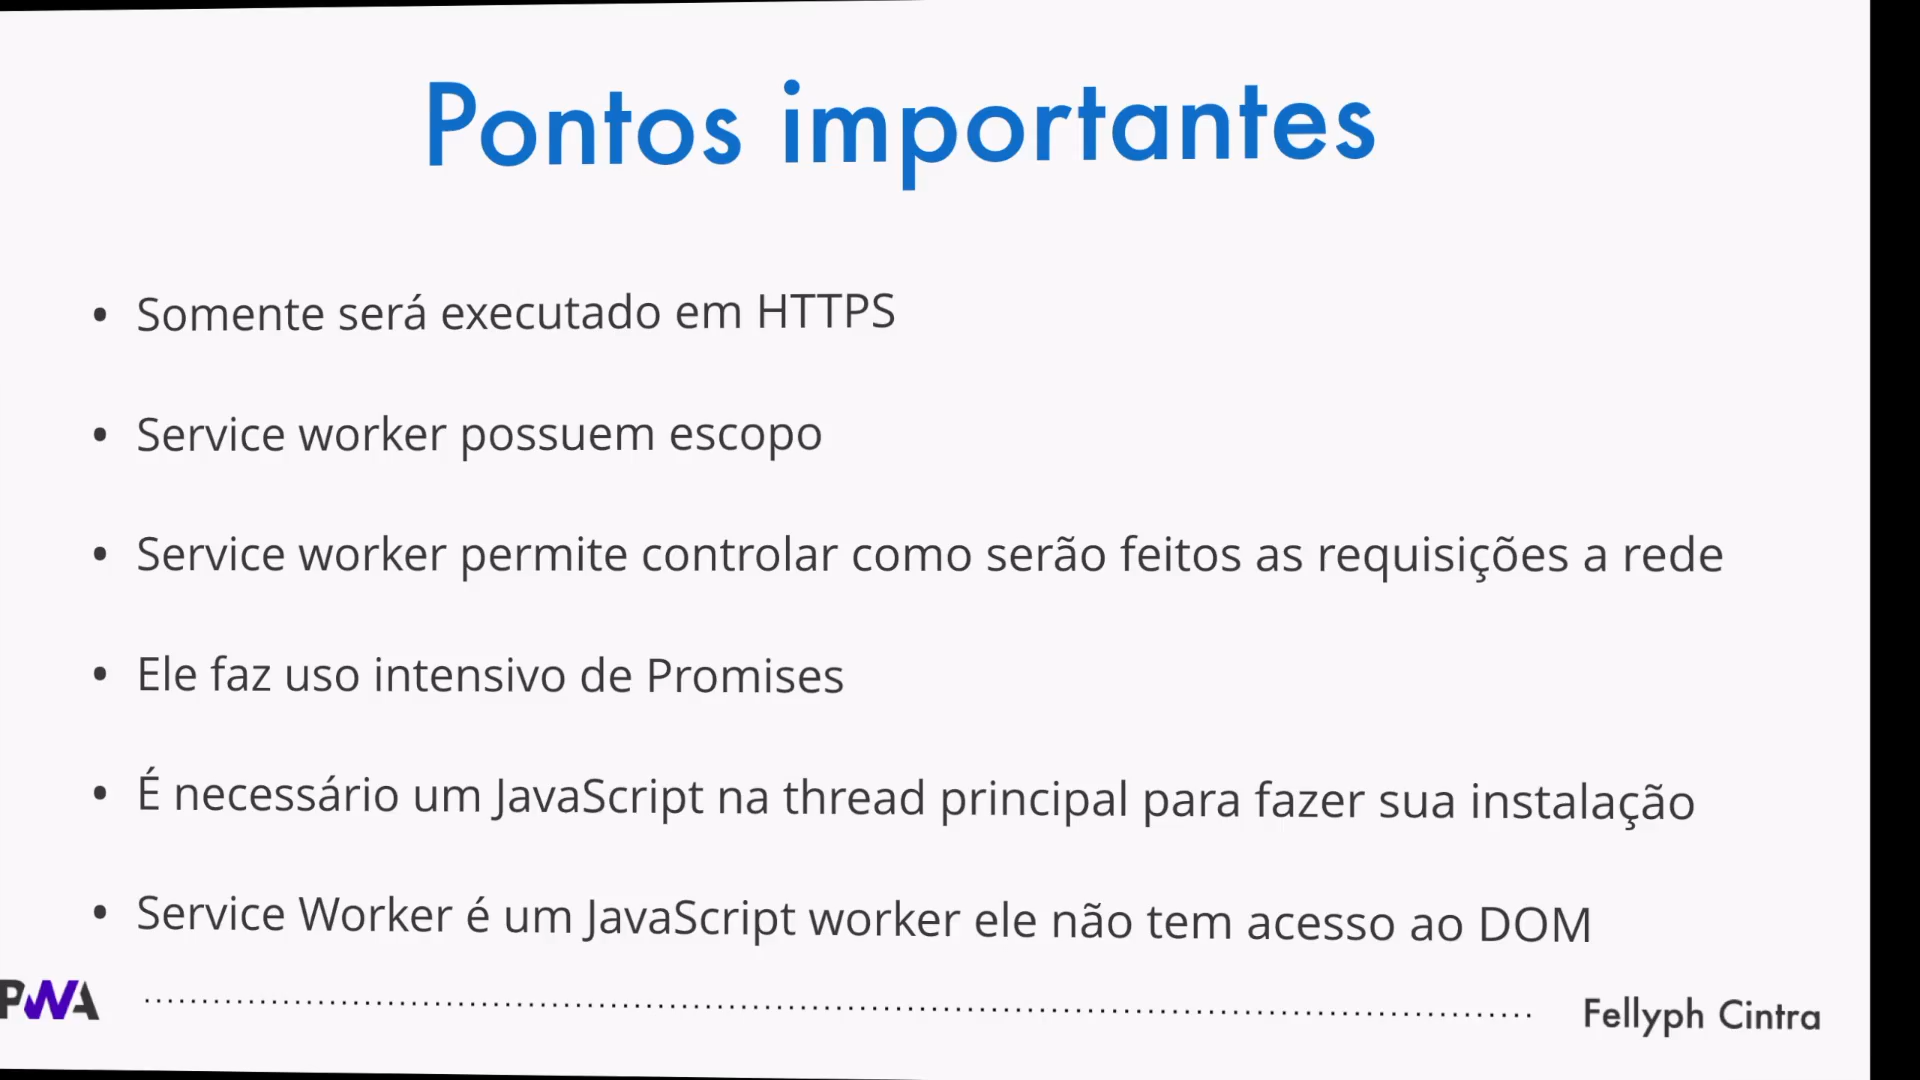 Pontos importantes
• Somente será executado em HTTPS
• Service worker possuem escopo
• Service worker permite controlar como serão feitos as requisições a rede
• Ele faz uso intensivo de Promises
• É necessário um JavaScript na thread principal para fazer sua instalação
• Service Worker é um JavaScript worker ele não tem acesso ao DOM
PWA
Fellyph Cintra